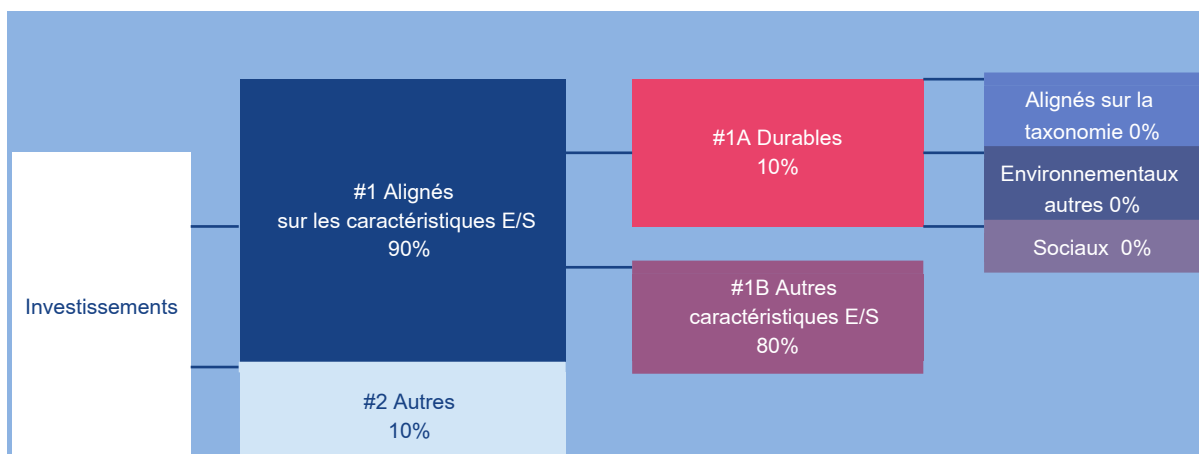 Investissements
#1 Alignés
sur les caractéristiques E/S
90%
#2 Autres
10%
#1A Durables
10%
#1B Autres
caractéristiques E/S
80%
Alignés sur la
taxonomie 0%
Environnementaux
autres 0%
Sociaux 0%